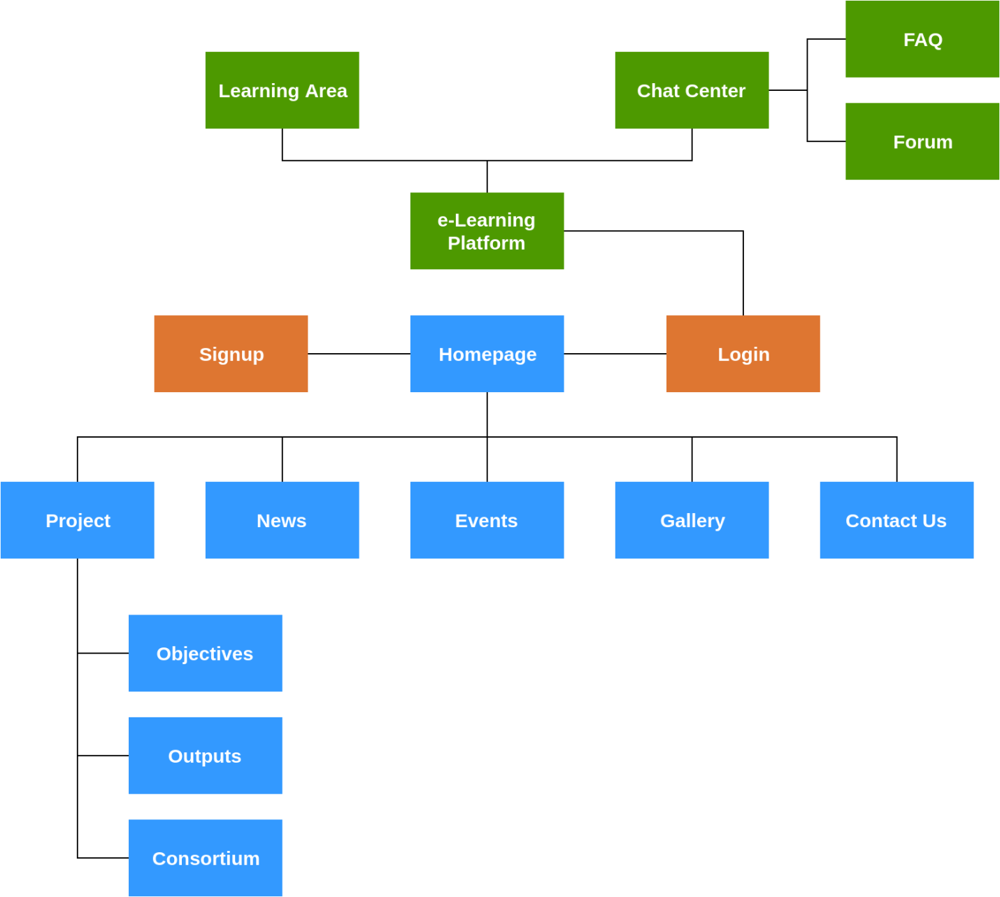 FAQ
Learning Area
Chat Center
Forum
e-Learning
Platform
Signup
Homepage
Login
Project
News
Events
Gallery
Contact Us
Objectives
Outputs
Consortium